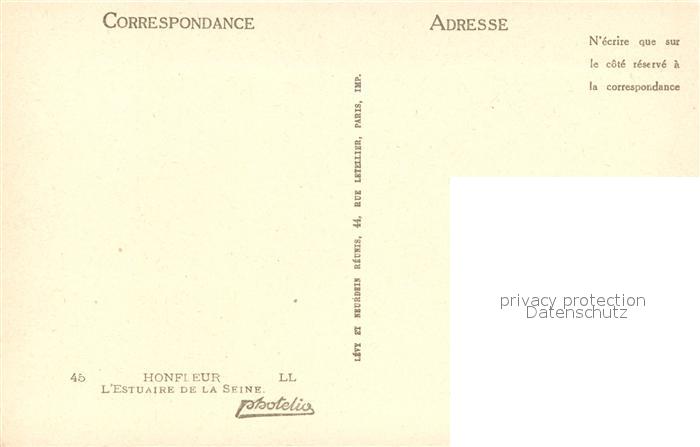 CORRESPONDANCE
ADRESSE
N'écrire que sur
le côté réservé à
la correspondance
LÉVY ET NEURDEIN RÉUNIS, 44, RUE LETELLIER, PARIS, IMP.
privacy protection
Datenschutz
45 HONFLEUR LL
L'ESTUAIRE DE LA SEINE.
Photelio